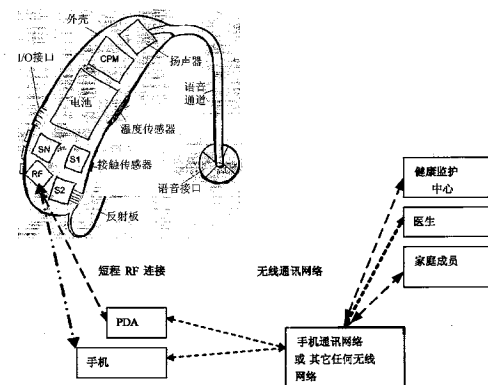 外壳
I/O接口
CPM
扬声器
电池
语音
通道
温度传感器
SN
S1
接触传感器
RF
S2
语音接口
反射板
健康监护
中心
医生
家庭成员
短程 RF 连接
无线通讯网络
PDA
手机
手机通讯网络
或 其它任何无线
网络